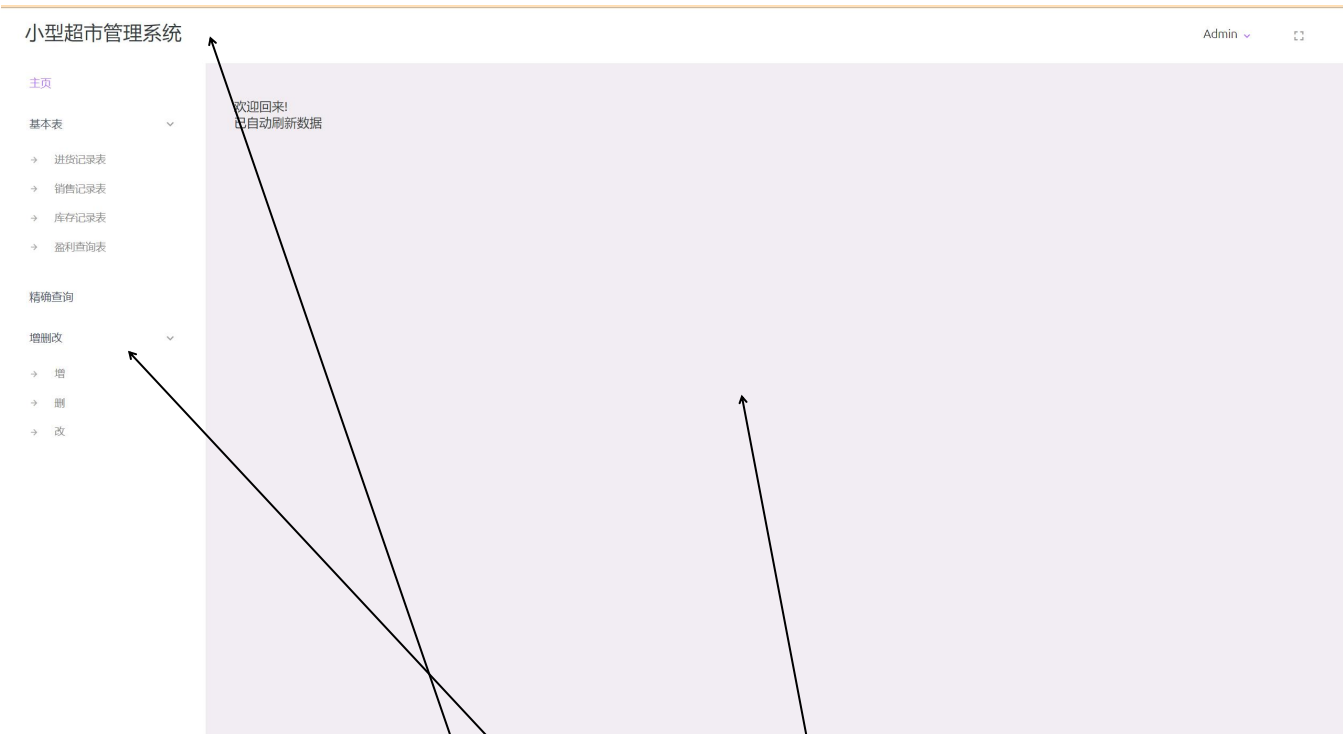 小型超市管理系统
Admin
主页
欢迎回来!
已自动刷新数据
基本表
进货记录表
销售记录表
库存记录表
盈利查询表
精确查询
增删改
增
删
改